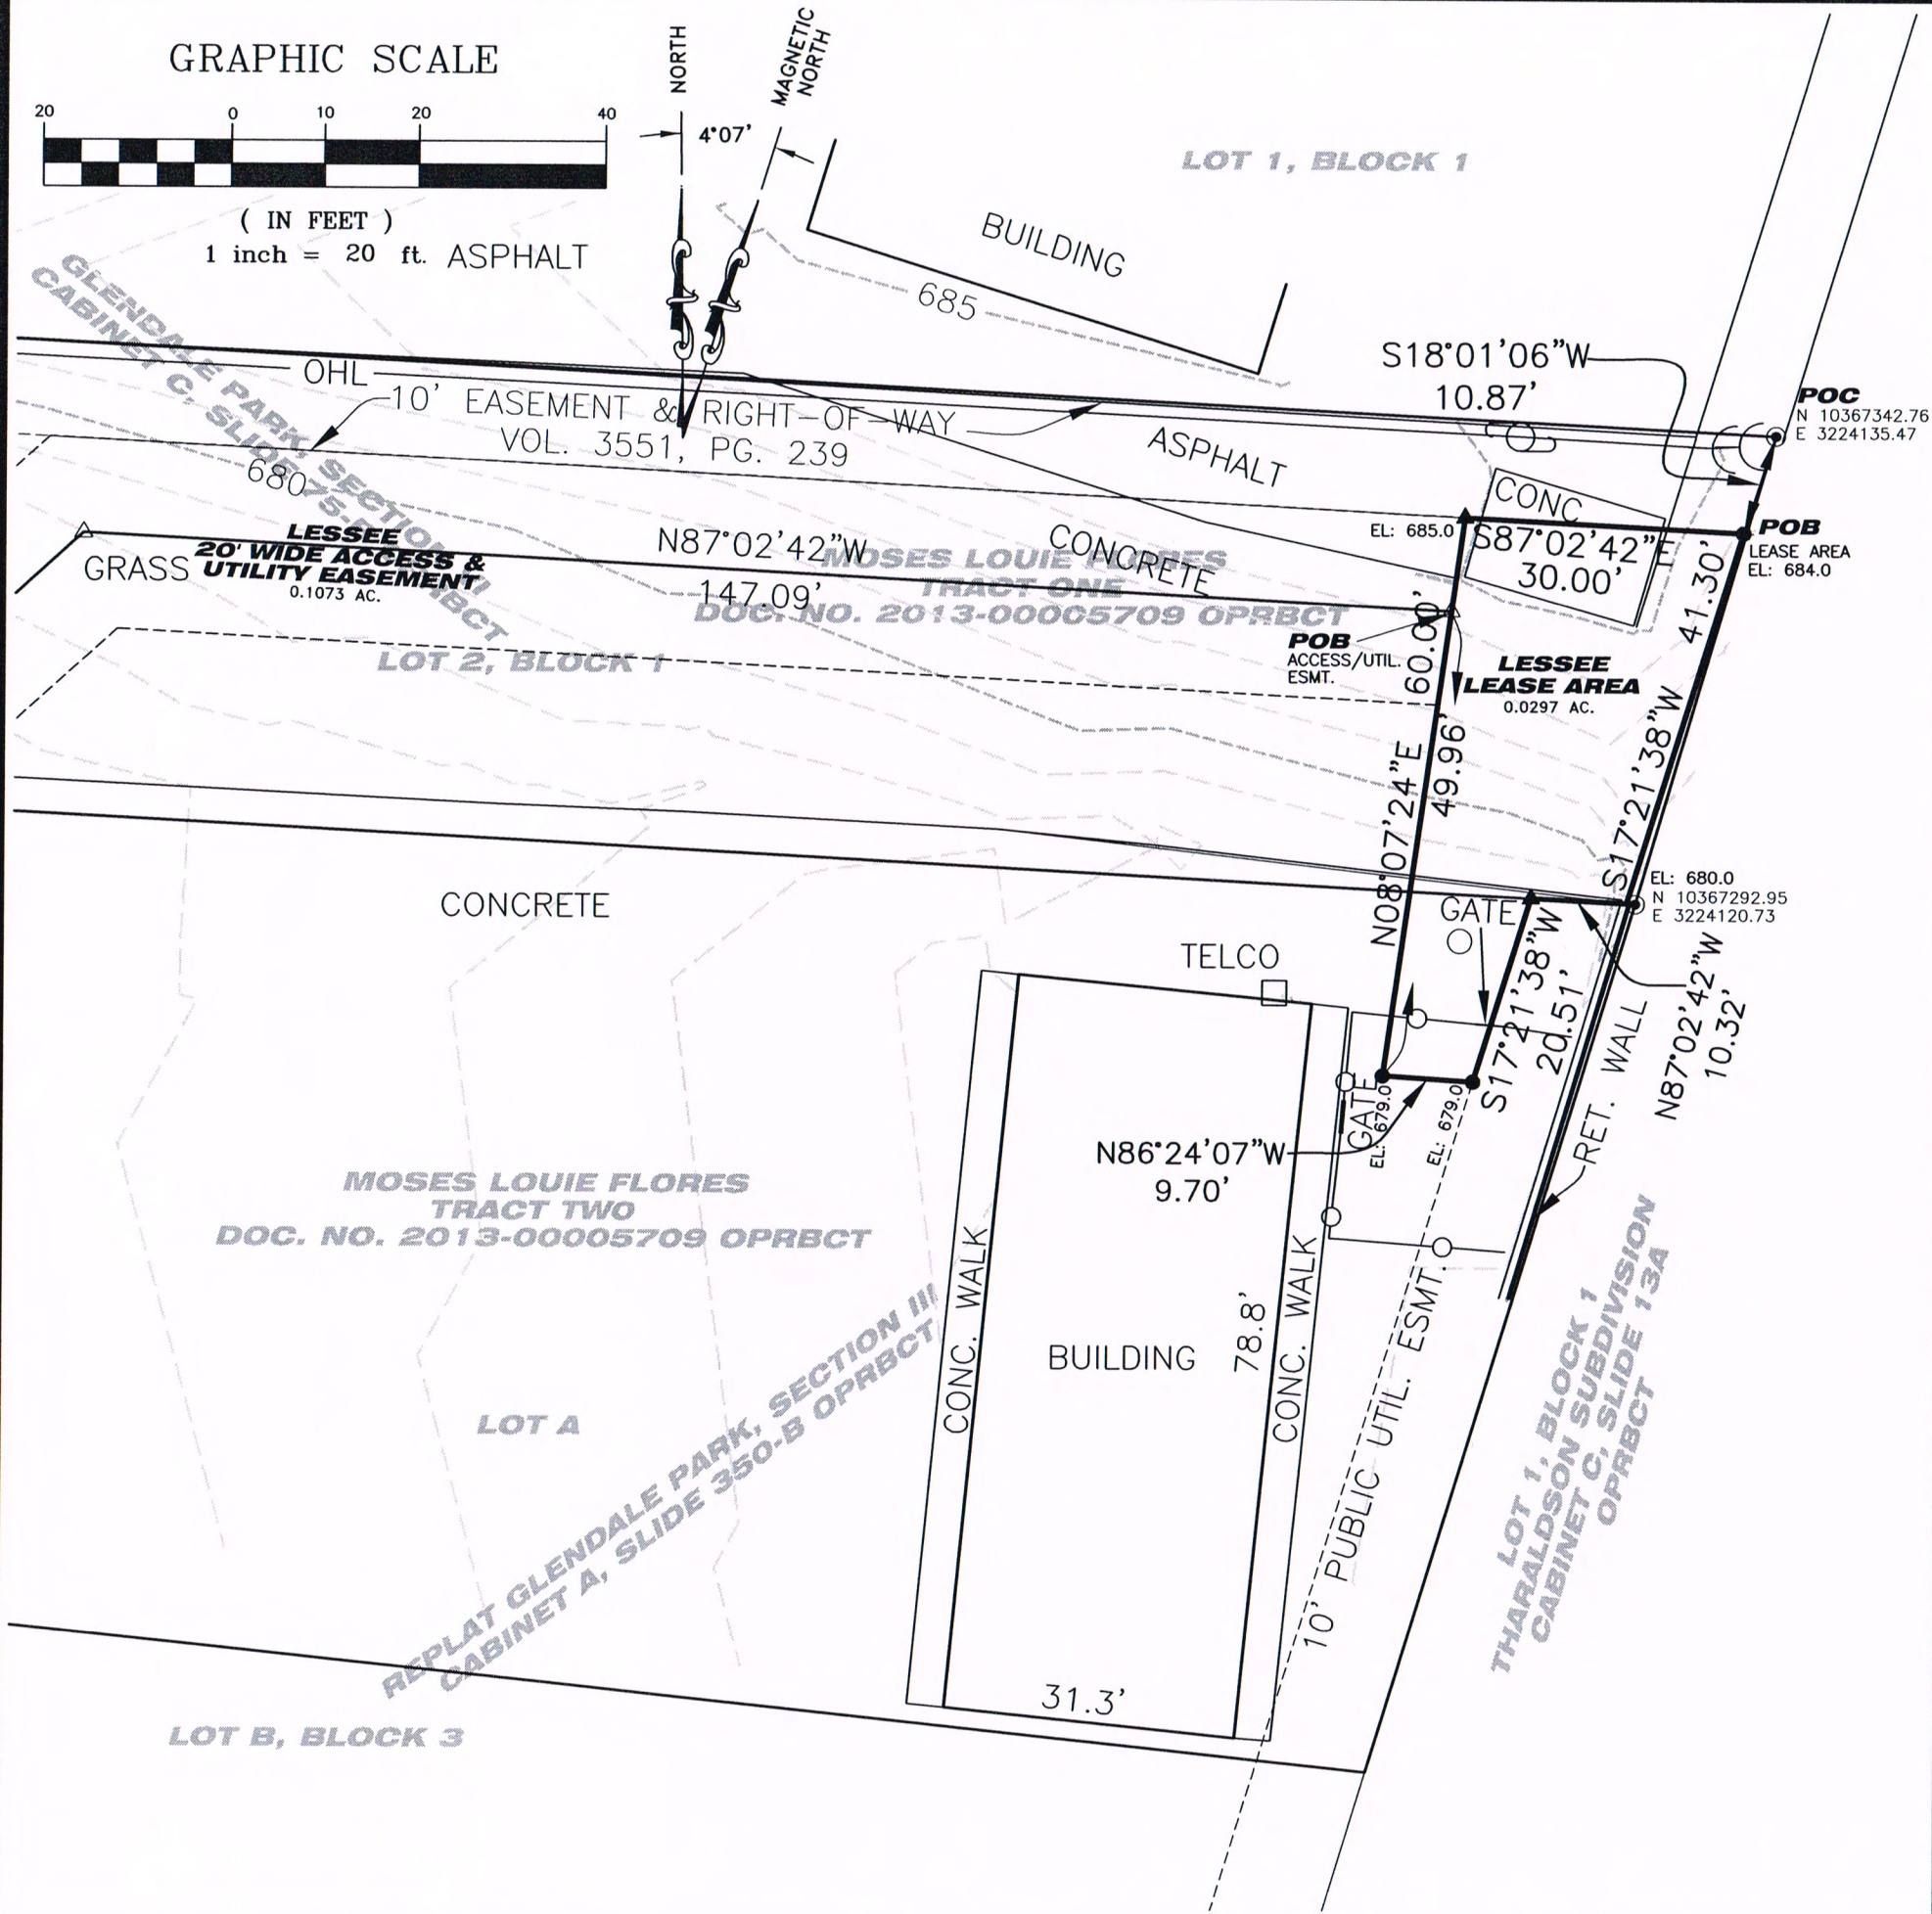 GRAPHIC SCALE
20 0 10 20 40
( IN FEET )
1 inch = 20 ft.
ASPHALT
NORTH
MAGNETIC
NORTH
4°07'
LOT 1, BLOCK 1
BUILDING
685
S18°01'06"W
10.87'
POC
N 10367342.76
E 3224135.47
GLENDALE PARK, SECTION
OHL
10' EASEMENT & RIGHT-OF-WAY
VOL. 3551, PG. 239
ASPHALT
680
CONC
EL: 685.0
S87°02'42"E
30.00'
POB
LEASE AREA
EL: 684.0
LESSEE
20' WIDE ACCESS &
UTILITY EASEMENT
0.1073 AC.
GRASS
N87°02'42"W
147.09'
CONCRETE
MOSES LOUIE FLORES
TRACT ONE
DOC. NO. 2013-00005709 OPRBCT
LOT 2, BLOCK 1
POB
ACCESS/UTIL.
ESMT.
60.00'
41.30'
LESSEE
LEASE AREA
0.0297 AC.
N08°07'24"E
49.96'
S17°21'38"W
EL: 680.0
N 10367292.95
E 3224120.73
CONCRETE
GATE
TELCO
S17°21'38"W
20.51'
N87°02'42"W
10.32'
RET. WALL
GATE
EL: 679.0
EL: 679.0
N86°24'07"W
9.70'
MOSES LOUIE FLORES
TRACT TWO
DOC. NO. 2013-00005709 OPRBCT
CONC. WALK
BUILDING
78.8'
CONC. WALK
10' PUBLIC UTIL. ESMT.
LOT A
REPLAT GLENDALE PARK, SECTION III
CABINET A, SLIDE 350-B OPRBCT
LOT 1, BLOCK 1
THARALDSON SUBDIVISION
CABINET C, SLIDE 13A
OPRBCT
31.3'
LOT B, BLOCK 3